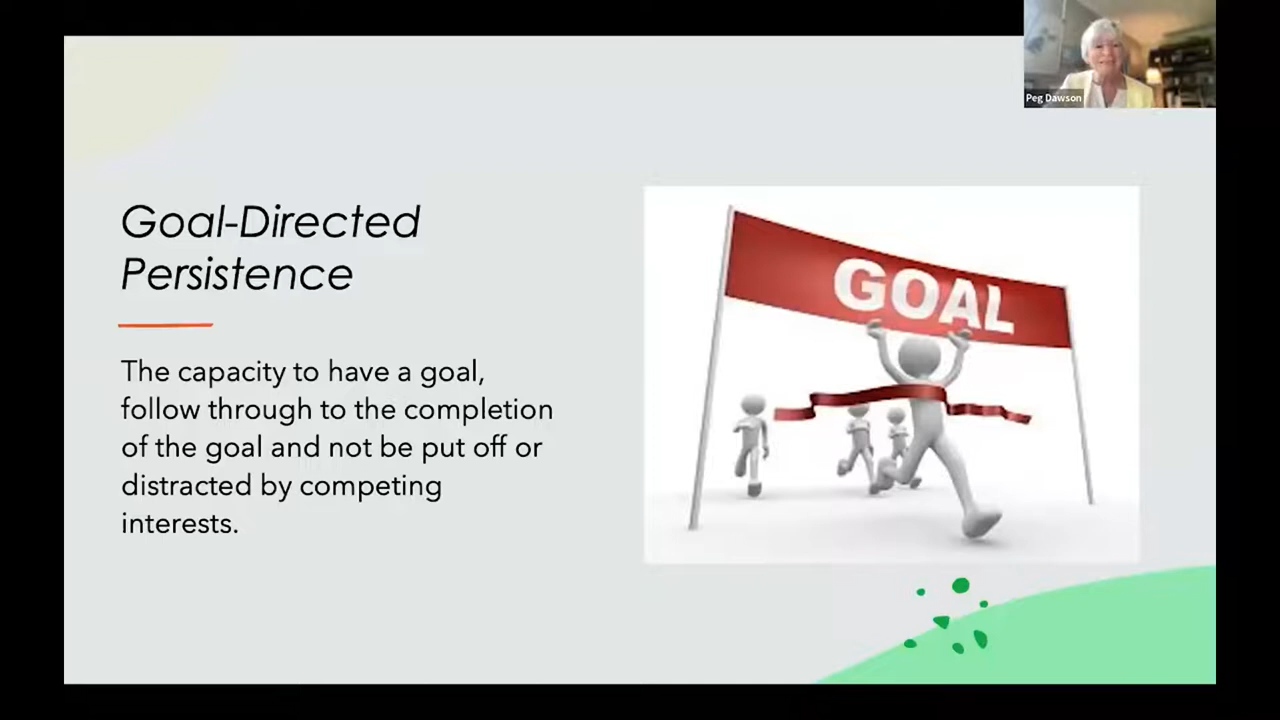 Peg Dawson
Goal-Directed
Persistence
The capacity to have a goal,
follow through to the completion
of the goal and not be put off or
distracted by competing
interests.
GOAL